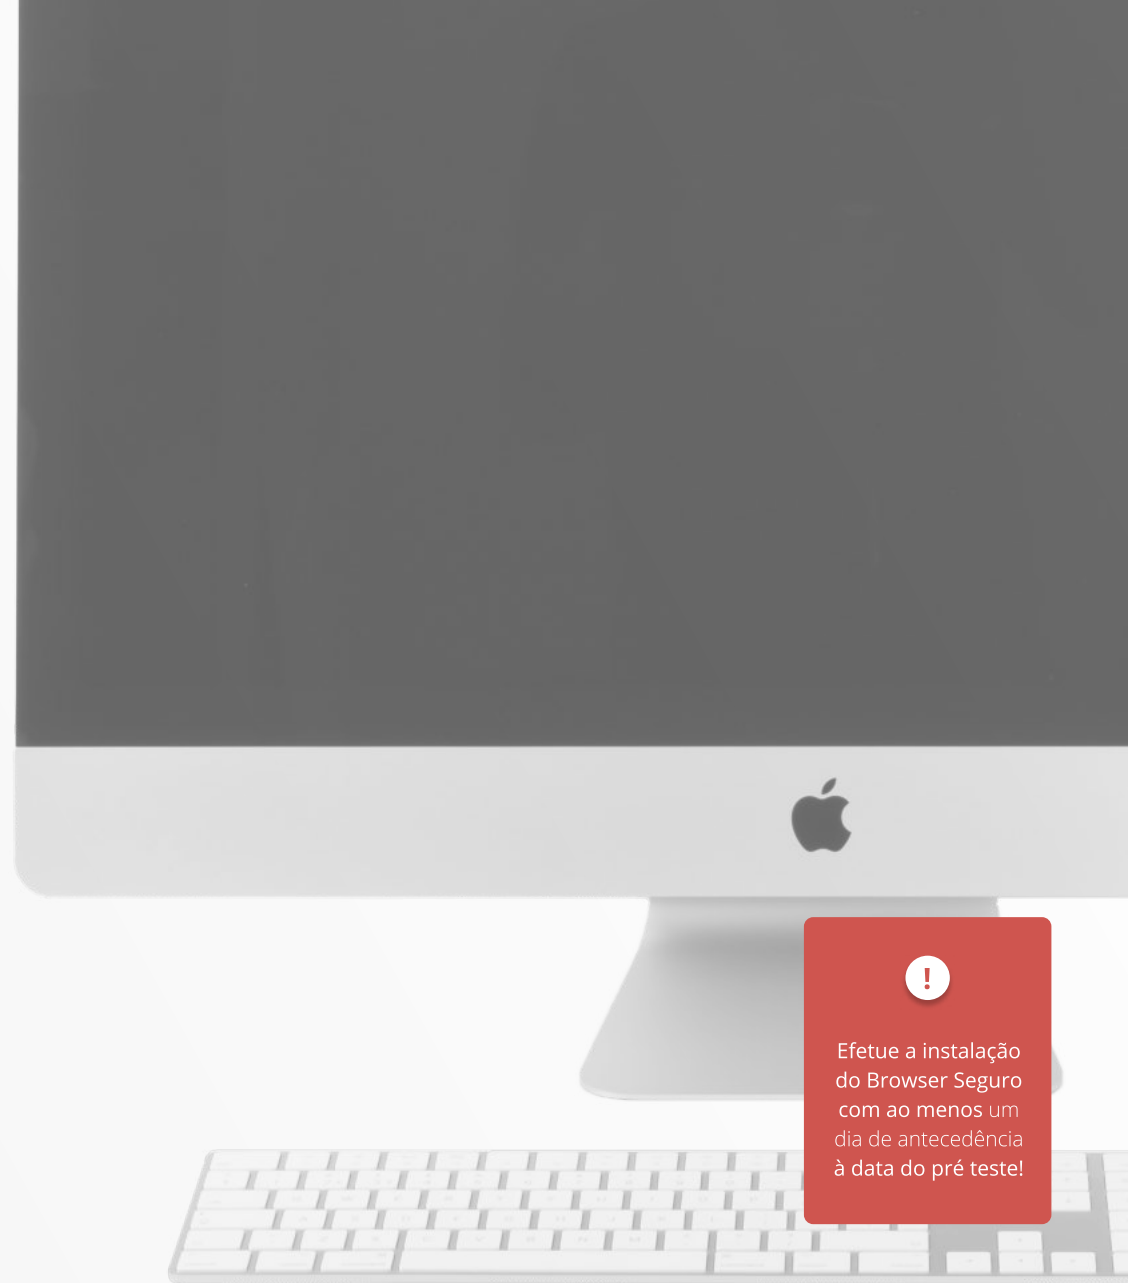 !
Efetue a instalação
do Browser Seguro
com ao menos um
dia de antecedência
à data do pré teste!